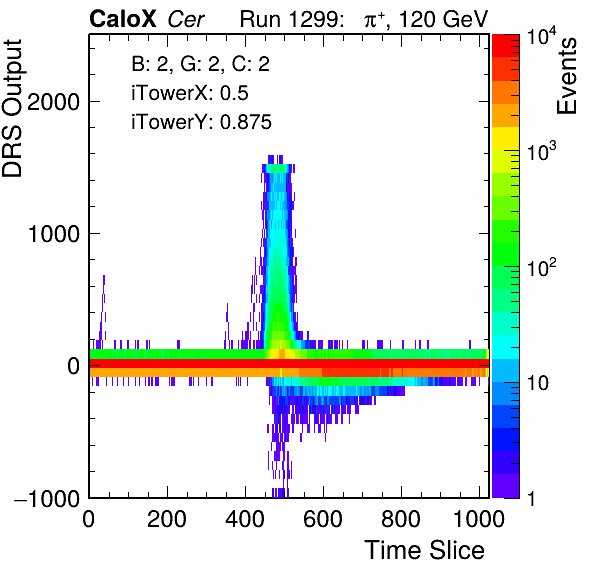 CaloX Cer Run 1299: π⁺, 120 GeV
B: 2, G: 2, C: 2
iTowerX: 0.5
iTowerY: 0.875
DRS Output
2000
1000
0
−1000
0 200 400 600 800 1000
Time Slice
Events
10⁴
10³
10²
10
1